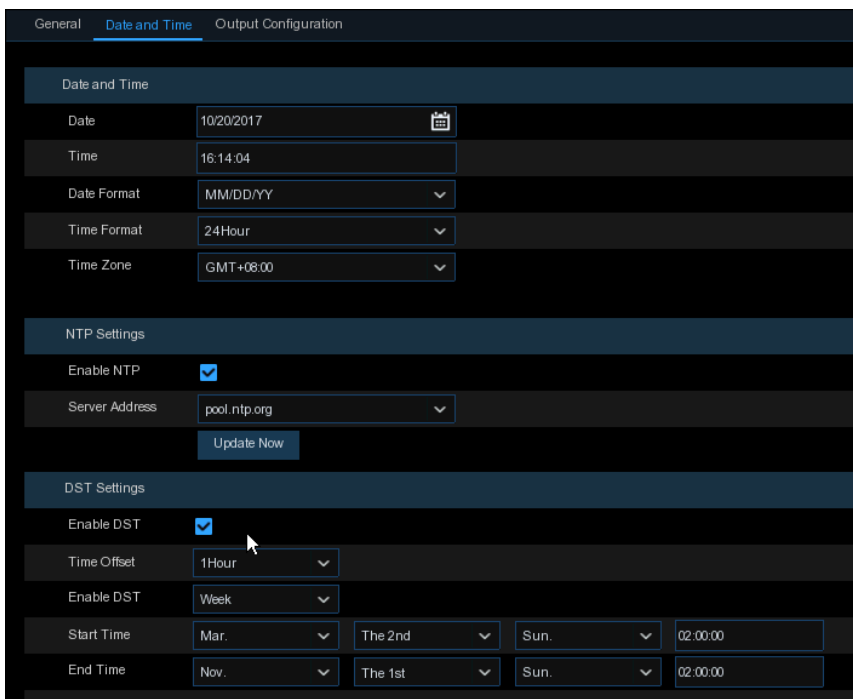 General Date and Time Output Configuration
Date and Time
Date 10/20/2017
Time 16:14:04
Date Format MM/DD/YY
Time Format 24Hour
Time Zone GMT+08:00
NTP Settings
Enable NTP
Server Address pool.ntp.org
Update Now
DST Settings
Enable DST
Time Offset 1Hour
Enable DST Week
Start Time Mar. The 2nd Sun. 02:00:00
End Time Nov. The 1st Sun. 02:00:00